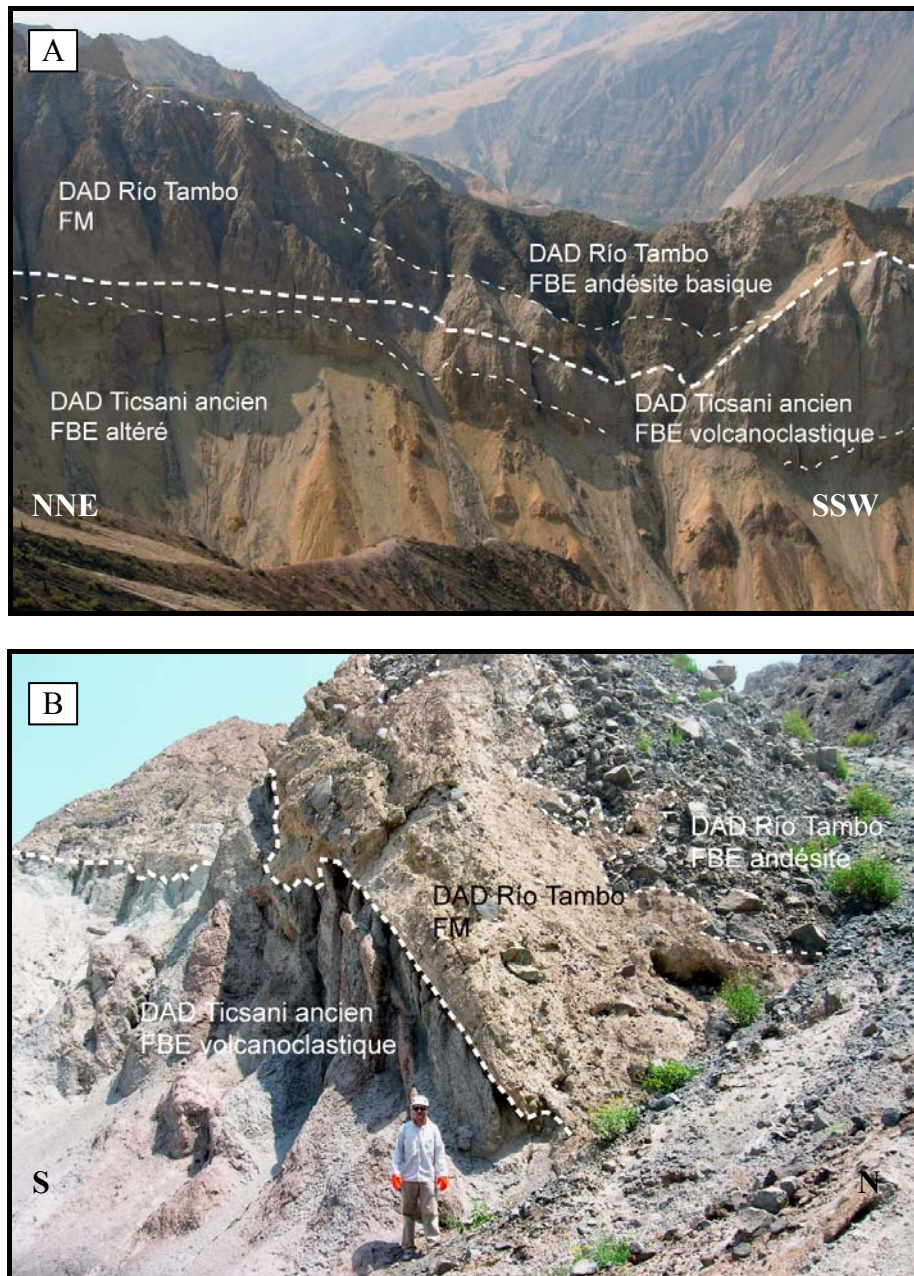 A
DAD Río Tambo
FM
DAD Río Tambo
FBE andésite basique
DAD Ticsani ancien
FBE altéré
DAD Ticsani ancien
FBE volcanoclastique
NNE
SSW
B
DAD Río Tambo
FBE andésite
DAD Río Tambo
FM
DAD Ticsani ancien
FBE volcanoclastique
S
N